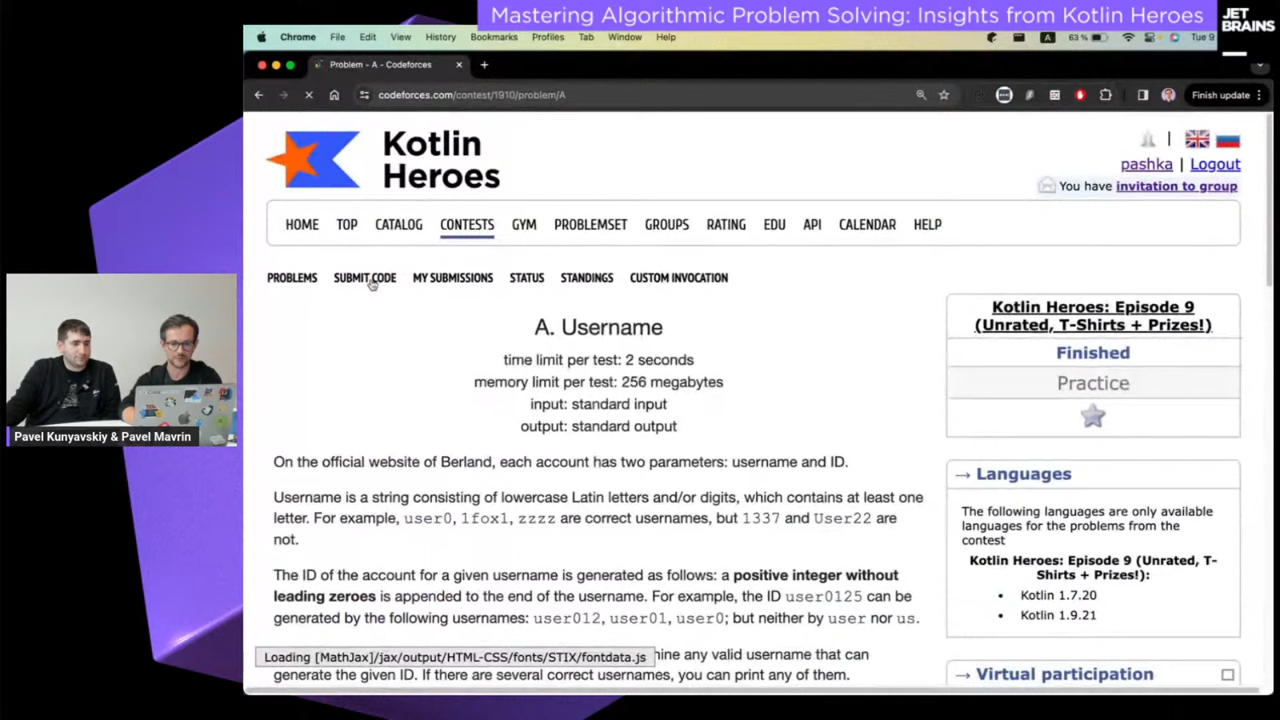 Mastering Algorithmic Problem Solving: Insights from Kotlin Heroes
JET
BRAINS
Chrome File Edit View History Bookmarks Profiles Tab Window Help
A 63 % Tue 9
Problem - A - Codeforces
codeforces.com/contest/1910/problem/A
Finish update
Kotlin
Heroes
pashka | Logout
You have invitation to group
HOME TOP CATALOG CONTESTS GYM PROBLEMSET GROUPS RATING EDU API CALENDAR HELP
PROBLEMS SUBMIT CODE MY SUBMISSIONS STATUS STANDINGS CUSTOM INVOCATION
A. Username
time limit per test: 2 seconds
memory limit per test: 256 megabytes
input: standard input
output: standard output
On the official website of Berland, each account has two parameters: username and ID.
Username is a string consisting of lowercase Latin letters and/or digits, which contains at least one
letter. For example, user0, 1fox1, zzzz are correct usernames, but 1337 and User22 are
not.
The ID of the account for a given username is generated as follows: a positive integer without
leading zeroes is appended to the end of the username. For example, the ID user0125 can be
generated by the following usernames: user012, user01, user0; but neither by user nor us.
mine any valid username that can
generate the given ID. If there are several correct usernames, you can print any of them.
Loading [MathJax]/jax/output/HTML-CSS/fonts/STIX/fontdata.js
Kotlin Heroes: Episode 9
(Unrated, T-Shirts + Prizes!)
Finished
Practice
→ Languages
The following languages are only available
languages for the problems from the
contest
Kotlin Heroes: Episode 9 (Unrated, T-
Shirts + Prizes!):
• Kotlin 1.7.20
• Kotlin 1.9.21
→ Virtual participation
Pavel Kunyavskiy & Pavel Mavrin